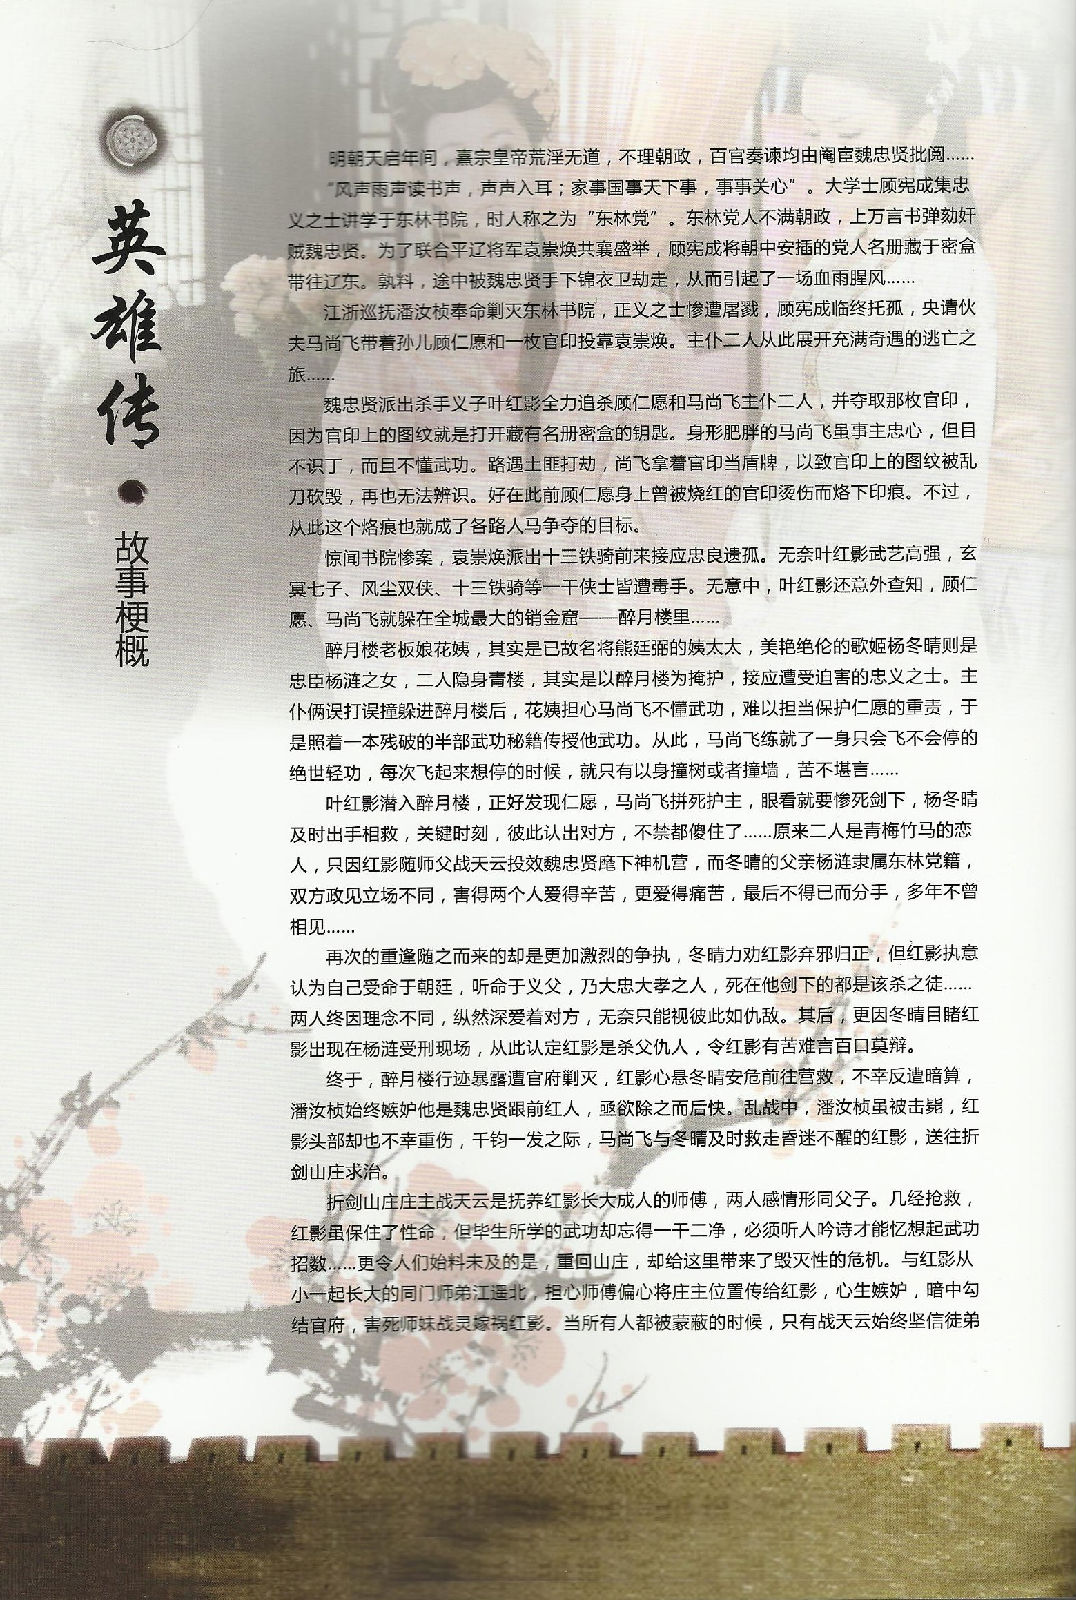 英雄传
故事梗概
明朝天启年间，熹宗皇帝荒淫无道，不理朝政，百官奏谏均由阉宦魏忠贤批阅……
“风声雨声读书声，声声入耳；家事国事天下事，事事关心”。大学士顾宪成集忠
义之士讲学于东林书院，时人称之为“东林党”。东林党人不满朝政，上万言书弹劾奸
贼魏忠贤。为了联合平辽将军袁崇焕共襄盛举，顾宪成将朝中安插的党人名册藏于密盒
带往辽东。孰料，途中被魏忠贤手下锦衣卫劫走，从而引起了一场血雨腥风……
江浙巡抚潘汝桢奉命剿灭东林书院，正义之士惨遭屠戮，顾宪成临终托孤，央请伙
夫马尚飞带着孙儿顾仁愿和一枚官印投靠袁崇焕。主仆二人从此展开充满奇遇的逃亡之
旅……
魏忠贤派出杀手义子叶红影全力追杀顾仁愿和马尚飞主仆二人，并夺取那枚官印，
因为官印上的图纹就是打开藏有名册密盒的钥匙。身形肥胖的马尚飞虽事主忠心，但目
不识丁，而且不懂武功。路遇土匪打劫，尚飞拿着官印当盾牌，以致官印上的图纹被乱
刀砍毁，再也无法辨识。好在此前顾仁愿身上曾被烧红的官印烫伤而烙下印痕。不过，
从此这个烙痕也就成了各路人马争夺的目标。
惊闻书院惨案，袁崇焕派出十三铁骑前来接应忠良遗孤。无奈叶红影武艺高强，玄
冥七子、风尘双侠、十三铁骑等一干侠士皆遭毒手。无意中，叶红影还意外查知，顾仁
愿、马尚飞就躲在全城最大的销金窟——醉月楼里……
醉月楼老板娘花姨，其实是已故名将熊廷弼的姨太太，美艳绝伦的歌姬杨冬晴则是
忠臣杨涟之女，二人隐身青楼，其实是以醉月楼为掩护，接应遭受迫害的忠义之士。主
仆俩误打误撞躲进醉月楼后，花姨担心马尚飞不懂武功，难以担当保护仁愿的重责，于
是照着一本残破的半部武功秘籍传授他武功。从此，马尚飞练就了一身只会飞不会停的
绝世轻功，每次飞起来想停的时候，就只有以身撞树或者撞墙，苦不堪言……
叶红影潜入醉月楼，正好发现仁愿，马尚飞拼死护主，眼看就要惨死剑下，杨冬晴
及时出手相救，关键时刻，彼此认出对方，不禁都傻住了……原来二人是青梅竹马的恋
人，只因红影随师父战天云投效魏忠贤麾下神机营，而冬晴的父亲杨涟隶属东林党籍，
双方政见立场不同，害得两个人爱得辛苦，更爱得痛苦，最后不得已而分手，多年不曾
相见……
再次的重逢随之而来的却是更加激烈的争执，冬晴力劝红影弃邪归正，但红影执意
认为自己受命于朝廷，听命于义父，乃大忠大孝之人，死在他剑下的都是该杀之徒……
两人终因理念不同，纵然深爱着对方，无奈只能视彼此如仇敌。其后，更因冬晴目睹红
影出现在杨涟受刑现场，从此认定红影是杀父仇人，令红影有苦难言百口莫辩。
终于，醉月楼行迹暴露遭官府剿灭，红影心悬冬晴安危前往营救，不幸反遭暗算，
潘汝桢始终嫉妒他是魏忠贤跟前红人，亟欲除之而后快。乱战中，潘汝桢虽被击毙，红
影头部却也不幸重伤，千钧一发之际，马尚飞与冬晴及时救走昏迷不醒的红影，送往折
剑山庄求治。
折剑山庄庄主战天云是抚养红影长大成人的师傅，两人感情形同父子。几经抢救，
红影虽保住了性命，但毕生所学的武功却忘得一干二净，必须听人吟诗才能忆想起武功
招数……更令人们始料未及的是，重回山庄，却给这里带来了毁灭性的危机。与红影从
小一起长大的同门师弟江遥北，担心师傅偏心将庄主位置传给红影，心生嫉妒，暗中勾
结官府，害死师妹战灵嫁祸红影。当所有人都被蒙蔽的时候，只有战天云始终坚信徒弟